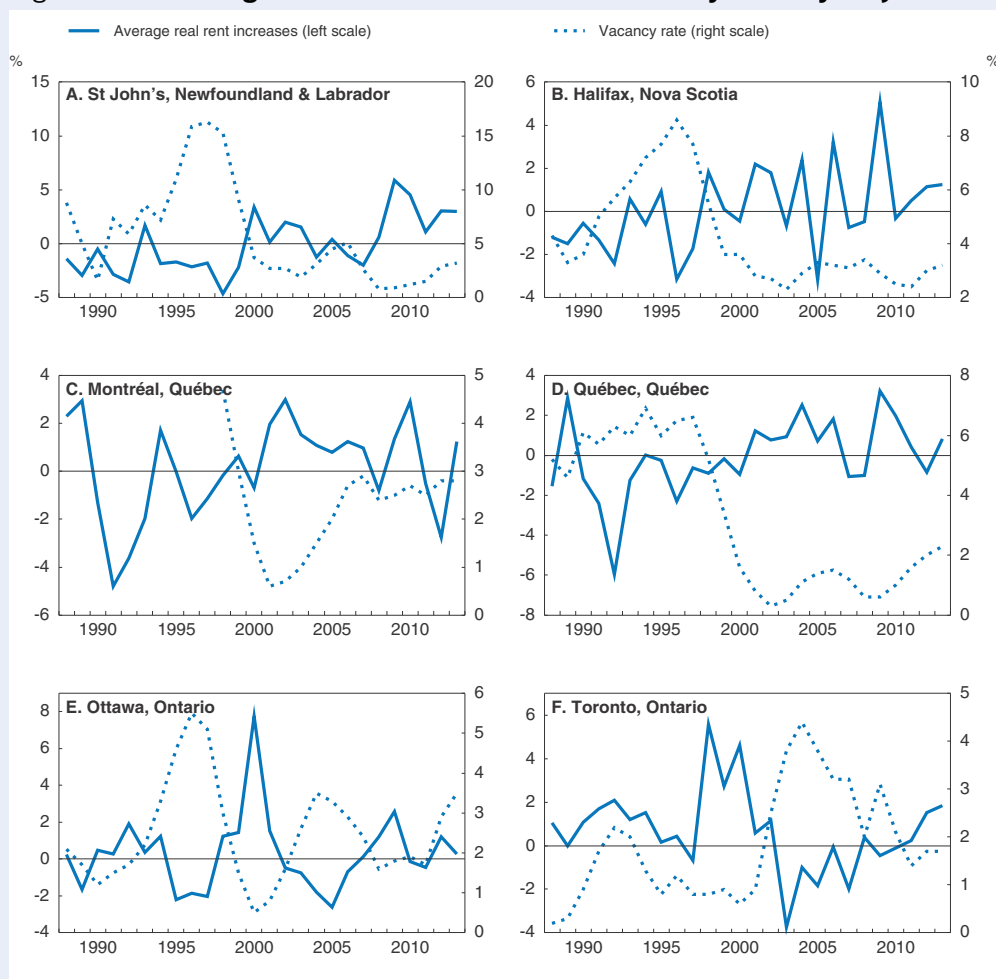 Average real rent increases (left scale) Vacancy rate (right scale)
% %
A. St John's, Newfoundland & Labrador
15 10 5 0 -5
20 15 10 5 0
1990 1995 2000 2005 2010
B. Halifax, Nova Scotia
6 4 2 0 -2 -4
10 8 6 4 2
1990 1995 2000 2005 2010
C. Montréal, Québec
4 2 0 -2 -4 -6
5 4 3 2 1 0
1990 1995 2000 2005 2010
D. Québec, Québec
4 2 0 -2 -4 -6 -8
8 6 4 2 0
1990 1995 2000 2005 2010
E. Ottawa, Ontario
8 6 4 2 0 -2 -4
6 5 4 3 2 1 0
1990 1995 2000 2005 2010
F. Toronto, Ontario
6 4 2 0 -2 -4
5 4 3 2 1 0
1990 1995 2000 2005 2010